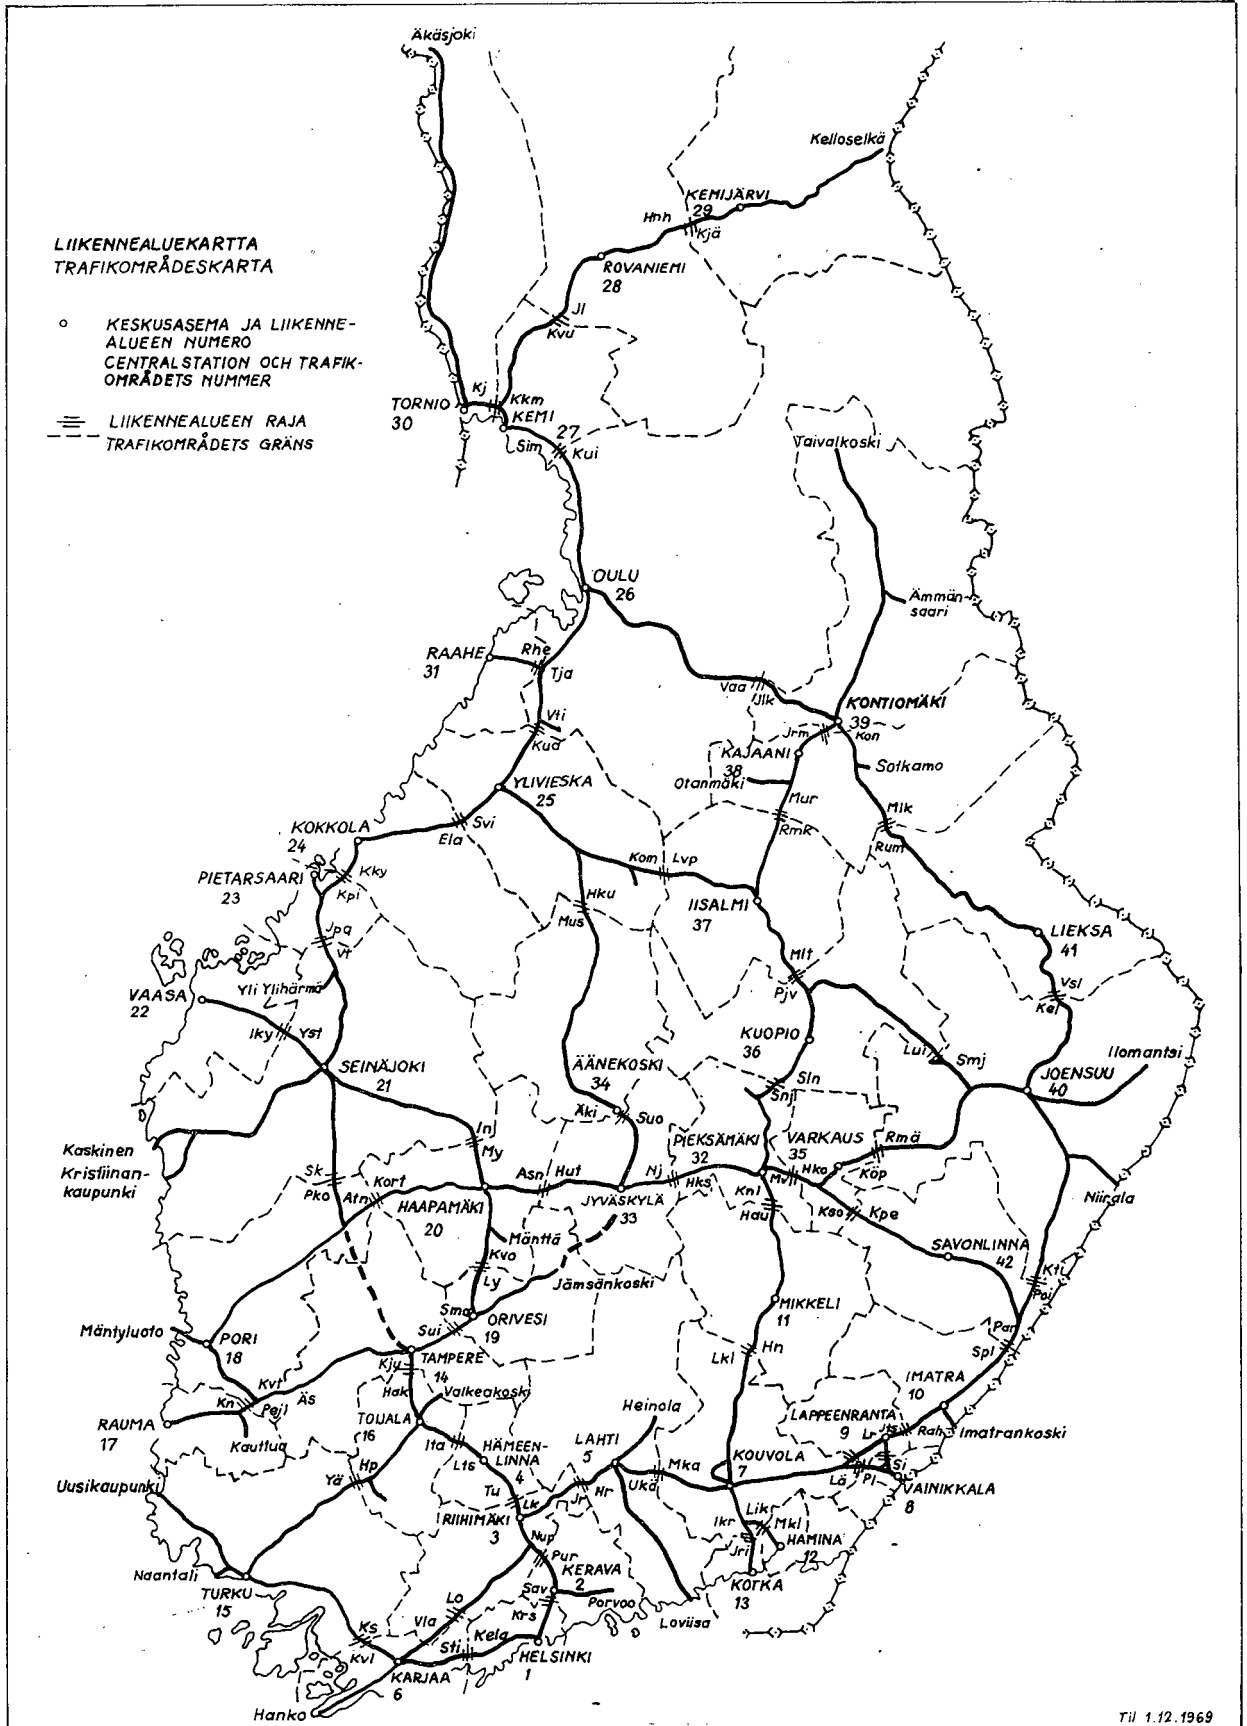 Äkäsjoki
Kelloselkä
KEMIJÄRVI
29
Hnh
Kjä
LIIKENNEALUEKARTTA
TRAFIKOMRÅDESKARTA
ROVANIEMI
28
KESKUSASEMA JA LIIKENNE-
ALUEEN NUMERO
CENTRALSTATION OCH TRAFIK-
OMRÅDETS NUMMER
Jl
Kvu
Kj
Kkm
TORNIO
30
KEMI
27
LIIKENNEALUEEN RAJA
TRAFIKOMRÅDETS GRÄNS
Sim
Kui
Taivalkoski
OULU
26
Ämmän-
saari
RAAHE
31
Rhe
Tja
Vaa
Jlk
KONTIOMÄKI
39
Vti
Kua
Jrm
Kon
KAJAANI
38
Sotkamo
Otanmäki
YLIVIESKA
25
Mur
Rmk
Mlk
Rum
KOKKOLA
24
Svi
Ela
Kom
Lvp
PIETARSAARI
23
Kky
Kpi
Hku
Mus
IISALMI
37
LIEKSA
41
Jpa
Vt
Mlt
Pjv
Vsl
Kel
Yli Ylihärmä
VAASA
22
Iky
Yst
KUOPIO
36
Lui
Smj
Ilomantsi
SEINÄJOKI
21
ÄÄNEKOSKI
34
Sln
Snj
JOENSUU
40
Äki
Suo
Kaskinen
Kristiinan-
kaupunki
Inj
My
PIEKSÄMÄKI
32
VARKAUS
35
Rmä
Sk
Pko
Kort
Atn
Asn
Hut
Nj
Hks
Mv
Hko
Köp
HAAPAMÄKI
20
JYVÄSKYLÄ
33
Knl
Hau
Kso
Kpe
Niirala
Mänttä
SAVONLINNA
42
Kvo
Ly
Jämsänkoski
Kti
Poi
Sma
ORIVESI
19
MIKKELI
11
Mäntyluoto
PORI
18
Sui
Par
Spl
TAMPERE
14
Kju
Lkl
Hn
Kvt
Äs
Kn
Pejl
Hak
Valkeakoski
IMATRA
10
RAUMA
17
Kauttua
TOIJALA
16
Heinola
LAPPEENRANTA
9
Lr
Jts
Rah
Imatrankoski
Ita
Lts
HÄMEEN-
LINNA
4
LAHTI
5
KOUVOLA
7
Si
Uusikaupunki
Hp
Yä
Mka
Ukä
Lä
Pl
VAINIKKALA
8
Tu
Lk
Jr
Hr
RIIHIMÄKI
3
Lik
Mkl
Ikr
HAMINA
12
Jri
Nup
Pur
KERAVA
2
Naantali
TURKU
15
KOTKA
13
Sav
Krs
Porvoo
Lo
Vla
Loviisa
Ks
Kvl
Sti
Kela
HELSINKI
1
KARJAA
6
Hanko
Til 1.12.1969